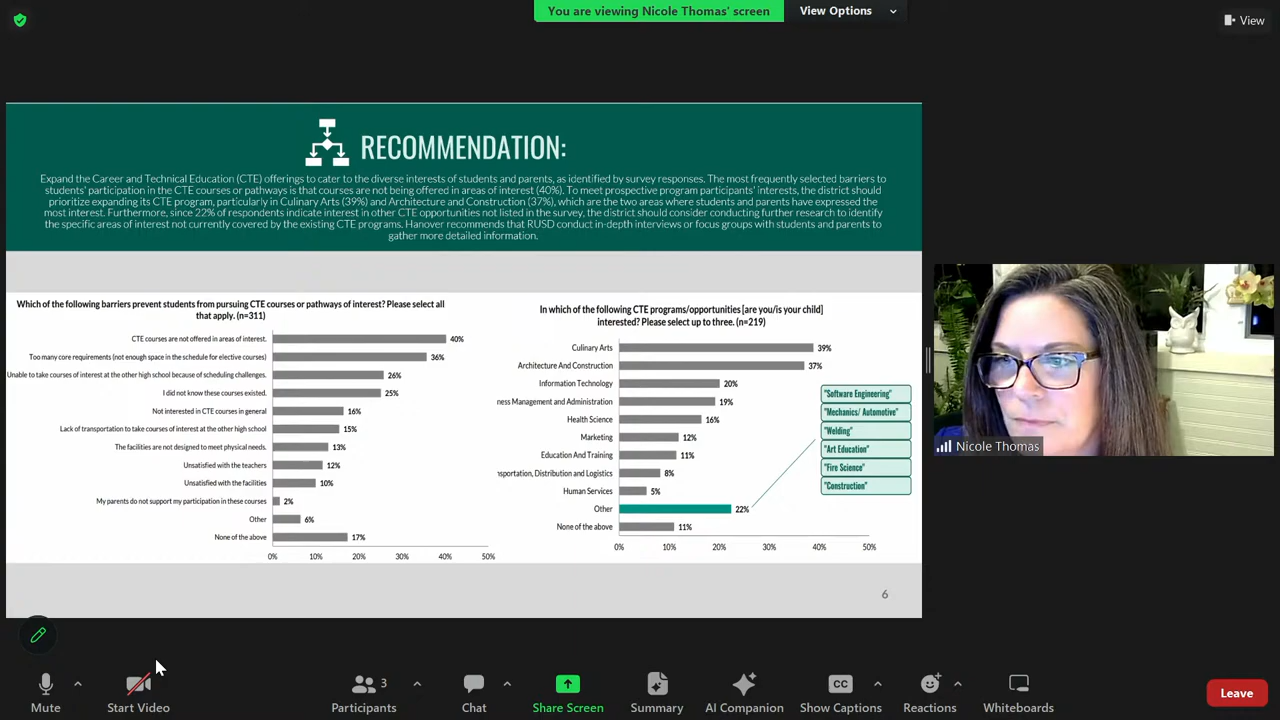 You are viewing Nicole Thomas' screen
View Options
View
RECOMMENDATION:
Expand the Career and Technical Education (CTE) offerings to cater to the diverse interests of students and parents, as identified by survey responses. The most frequently selected barriers to
students' participation in the CTE courses or pathways is that courses are not being offered in areas of interest (40%). To meet prospective program participants' interests, the district should
prioritize expanding its CTE program, particularly in Culinary Arts (39%) and Architecture and Construction (37%), which are the two areas where students and parents have expressed the
most interest. Furthermore, since 22% of respondents indicate interest in other CTE opportunities not listed in the survey, the district should consider conducting further research to identify
the specific areas of interest not currently covered by the existing CTE programs. Hanover recommends that RUSD conduct in-depth interviews or focus groups with students and parents to
gather more detailed information.
Which of the following barriers prevent students from pursuing CTE courses or pathways of interest? Please select all
that apply. (n=311)
CTE courses are not offered in areas of interest. 40%
Too many core requirements (not enough space in the schedule for elective courses) 36%
Unable to take courses of interest at the other high school because of scheduling challenges. 26%
I did not know these courses existed. 25%
Not interested in CTE courses in general 16%
Lack of transportation to take courses of interest at the other high school 15%
The facilities are not designed to meet physical needs. 13%
Unsatisfied with the teachers 12%
Unsatisfied with the facilities 10%
My parents do not support my participation in these courses 2%
Other 6%
None of the above 17%
0% 10% 20% 30% 40% 50%
In which of the following CTE programs/opportunities [are you/is your child]
interested? Please select up to three. (n=219)
Culinary Arts 39%
Architecture And Construction 37%
Information Technology 20%
ness Management and Administration 19%
Health Science 16%
Marketing 12%
Education And Training 11%
sportation, Distribution and Logistics 8%
Human Services 5%
Other 22%
None of the above 11%
0% 10% 20% 30% 40% 50%
"Software Engineering"
"Mechanics/ Automotive"
"Welding"
"Art Education"
"Fire Science"
"Construction"
6
Nicole Thomas
Mute
Start Video
Participants 3
Chat
Share Screen
Summary
AI Companion
CC
Show Captions
Reactions
Whiteboards
Leave